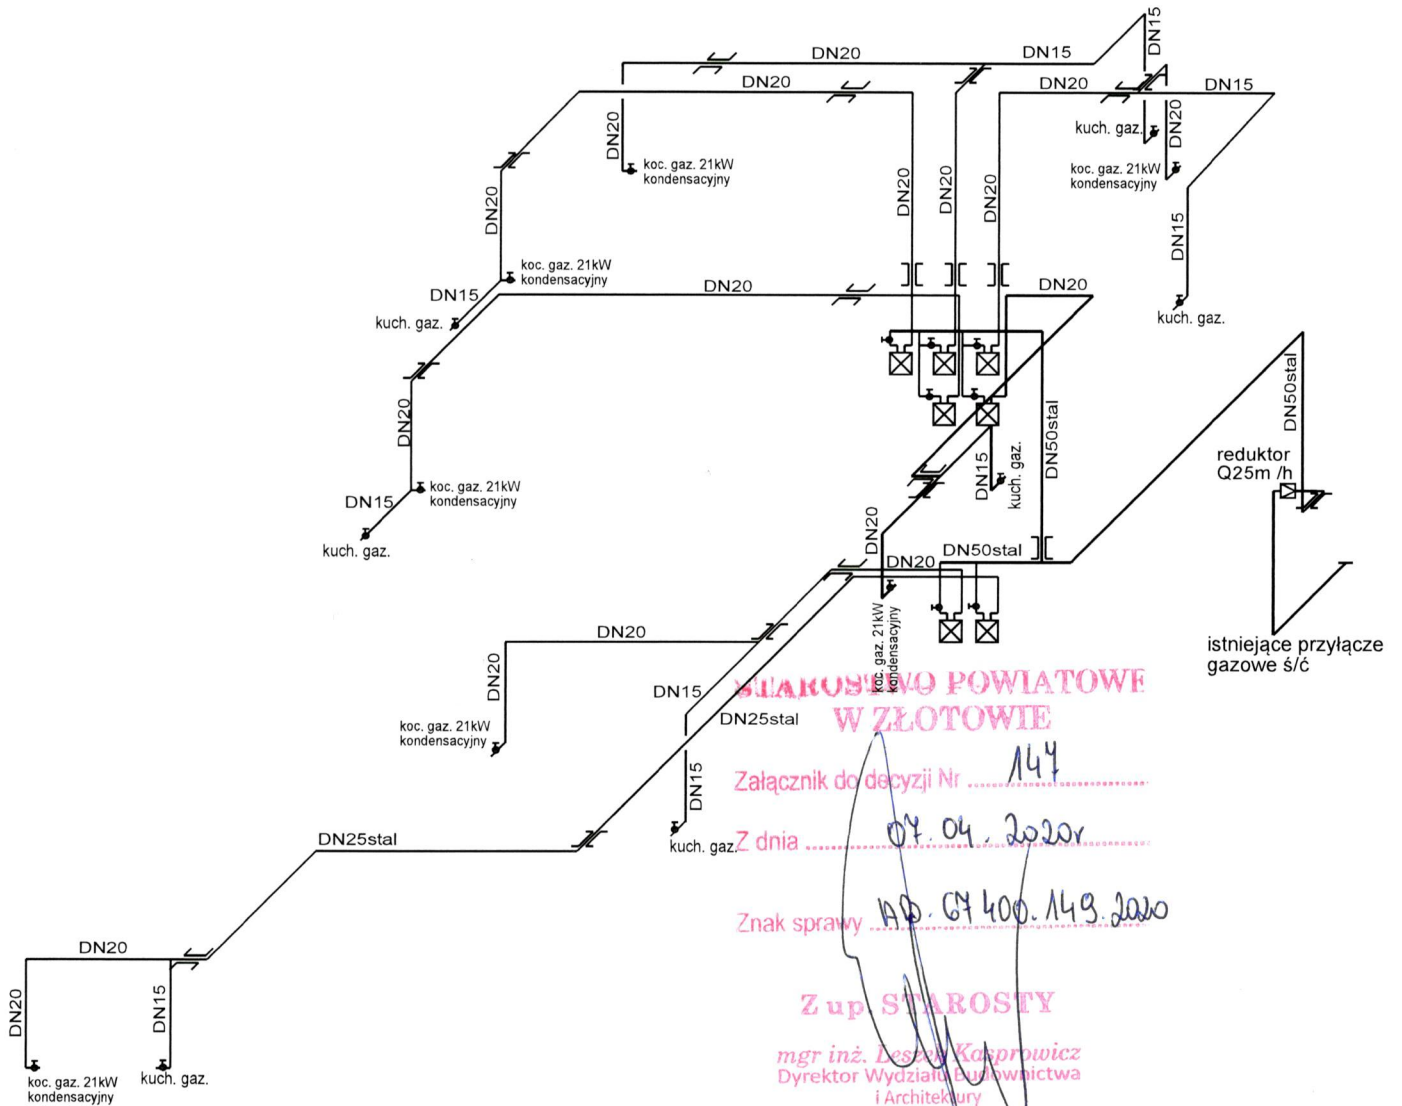 DN20
DN15
DN15
DN20
DN20
DN15
DN20
kuch. gaz.
DN20
koc. gaz. 21kW
kondensacyjny
koc. gaz. 21kW
kondensacyjny
DN20
DN20
DN20
DN20
DN15
koc. gaz. 21kW
kondensacyjny
DN15
kuch. gaz.
DN20
DN20
kuch. gaz.
DN20
DN50stal
DN50stal
reduktor
Q25m /h
DN15
kuch. gaz.
koc. gaz. 21kW
kondensacyjny
DN15
kuch. gaz.
DN20
DN50stal
DN20
koc. gaz. 21kW
kondensacyjny
istniejące przyłącze
gazowe ś/ć
DN20
DN20
koc. gaz. 21kW
kondensacyjny
DN15
DN25stal
DN15
kuch. gaz.
STAROSTWO POWIATOWE
W ZŁOTOWIE
Załącznik do decyzji Nr 147
Z dnia 07.04.2020r
Znak sprawy AB.6740.149.2020
Z up. STAROSTY
mgr inż. Leszek Kasprowicz
Dyrektor Wydziału Budownictwa
i Architektury
DN25stal
DN20
DN20
DN15
koc. gaz. 21kW
kondensacyjny
kuch. gaz.